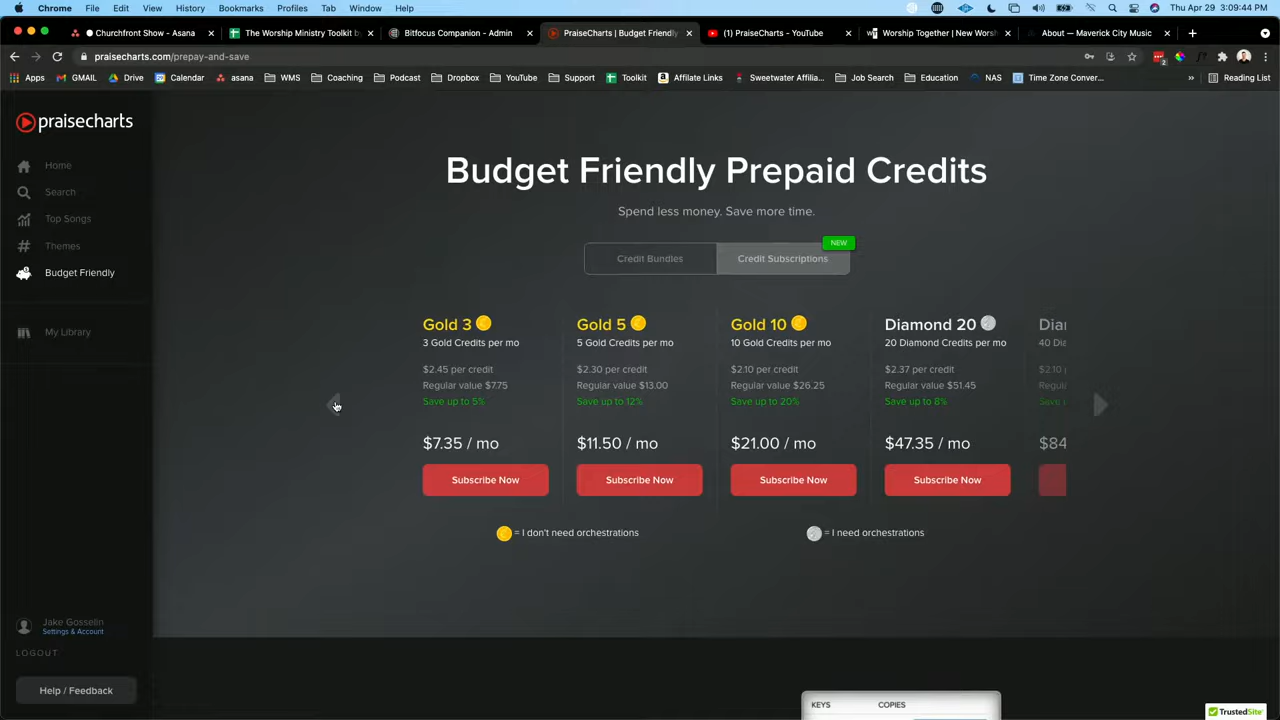 Chrome File Edit View History Bookmarks Profiles Tab Window Help Thu Apr 29 3:09:44 PM
Churchfront Show - Asana × The Worship Ministry Toolkit b × Bitfocus Companion - Admin × PraiseCharts | Budget Friendly × (1) PraiseCharts - YouTube × Worship Together | New Wors × About — Maverick City Music × +
praisecharts.com/prepay-and-save
Apps GMAIL Drive Calendar asana WMS Coaching Podcast Dropbox YouTube Support Toolkit Affilate Links Sweetwater Affilia... Job Search Education NAS Time Zone Conver... » Reading List
praisecharts
Home
Search
Top Songs
Themes
Budget Friendly
My Library
Jake Gosselin
Settings & Account
LOGOUT
Help / Feedback
Budget Friendly Prepaid Credits
Spend less money. Save more time.
NEW
Credit Bundles Credit Subscriptions
Gold 3
3 Gold Credits per mo
$2.45 per credit
Regular value $7.75
Save up to 5%
$7.35 / mo
Subscribe Now
Gold 5
5 Gold Credits per mo
$2.30 per credit
Regular value $13.00
Save up to 12%
$11.50 / mo
Subscribe Now
Gold 10
10 Gold Credits per mo
$2.10 per credit
Regular value $26.25
Save up to 20%
$21.00 / mo
Subscribe Now
Diamond 20
20 Diamond Credits per mo
$2.37 per credit
Regular value $51.45
Save up to 8%
$47.35 / mo
Subscribe Now
Diar
40 Dia
$2.10
Regul
Save u
$84
= I don't need orchestrations
= I need orchestrations
KEYS COPIES
TrustedSite